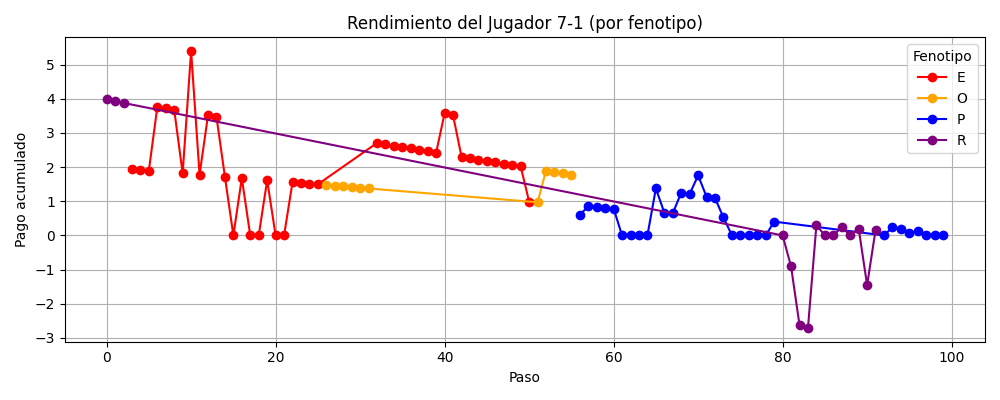 Rendimiento del Jugador 7-1 (por fenotipo)
Pago acumulado
5
4
3
2
1
0
−1
−2
−3
Fenotipo
E
O
P
R
0
20
40
60
80
100
Paso